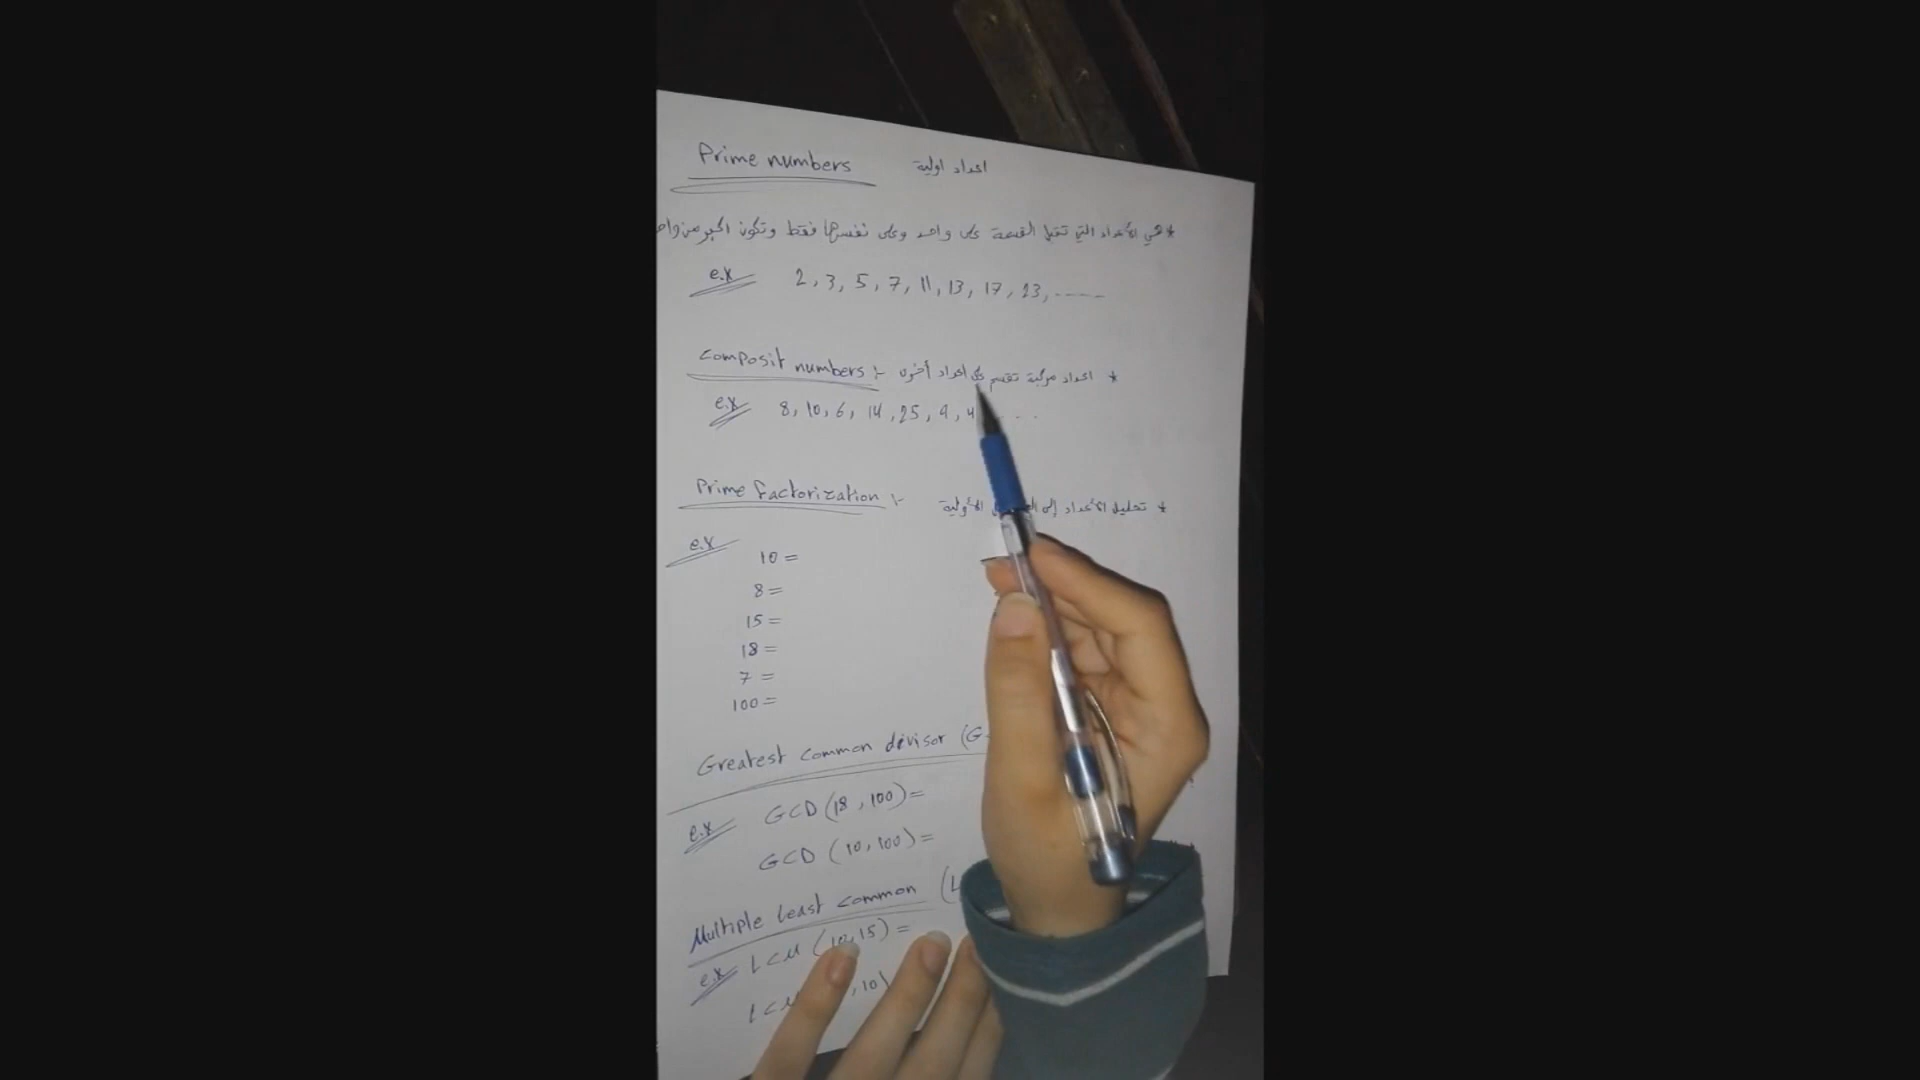 Prime numbers اعداد اولية
* هي الأعداد التي تقبل القسمة على واحد وعلى نفسها فقط وتكون اكبر من واحد
e.x 2, 3, 5, 7, 11, 13, 17, 23, -----
Composit numbers :- * اعداد مركبة تقسم على اعداد أخرى
e.x 8, 10, 6, 14, 25, 9, 4
Prime factorization :- * تحليل الأعداد إلى الأولية
e.x
10 =
8 =
15 =
18 =
7 =
100 =
Greatest common divisor (G
e.x GCD (18, 100) =
GCD (10, 100) =
Multiple least common (L
e.x LCM (10, 15) =
LCM , 10)